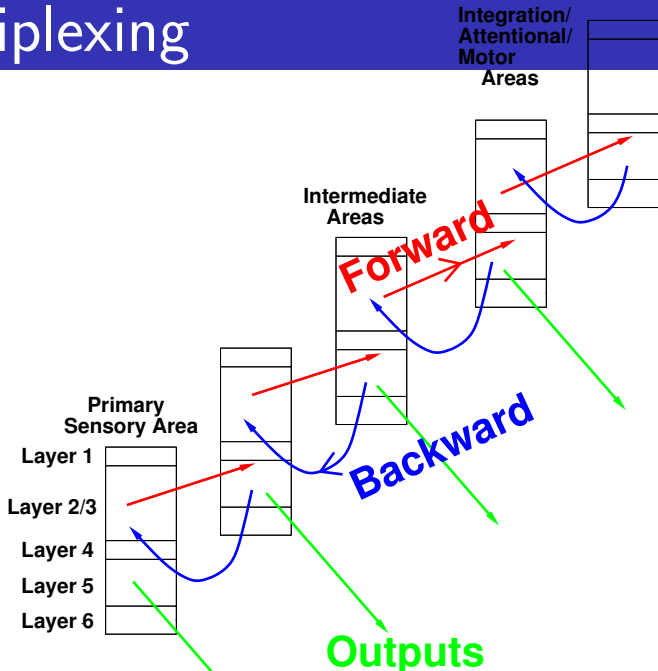 iplexing
Integration/
Attentional/
Motor
Areas
Intermediate
Areas
Forward
Primary
Sensory Area
Backward
Layer 1
Layer 2/3
Layer 4
Layer 5
Layer 6
Outputs